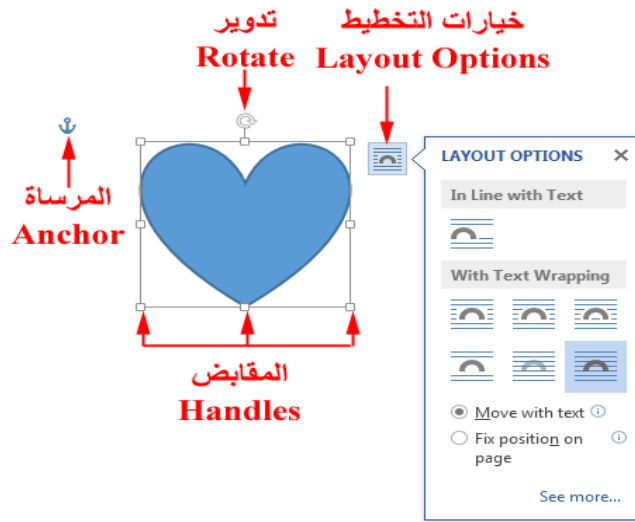 تدوير
Rotate
خيارات التخطيط
Layout Options
المرساة
Anchor
المقابض
Handles
LAYOUT OPTIONS
In Line with Text
With Text Wrapping
Move with text
Fix position on
page
See more...